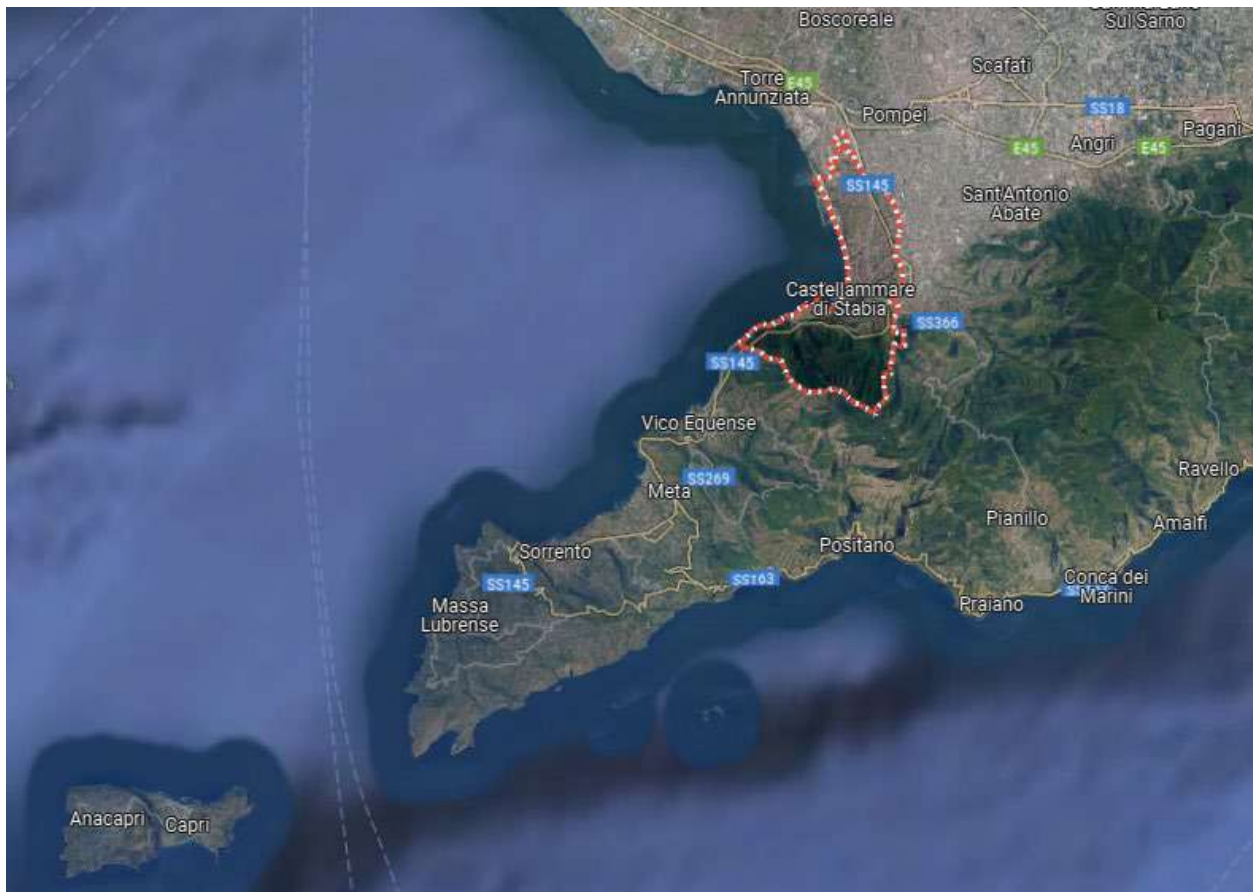 Boscoreale
Sul Sarno
Scafati
Torre
Annunziata
E45
Pompei
SS18
Angri
Pagani
E45
E45
SS145
Sant'Antonio
Abate
Castellammare
di Stabia
SS366
SS145
Vico Equense
SS269
Meta
Ravello
Pianillo
Amalfi
Sorrento
Positano
SS145
SS163
Conca dei
Marini
Massa
Lubrense
Praiano
Anacapri
Capri